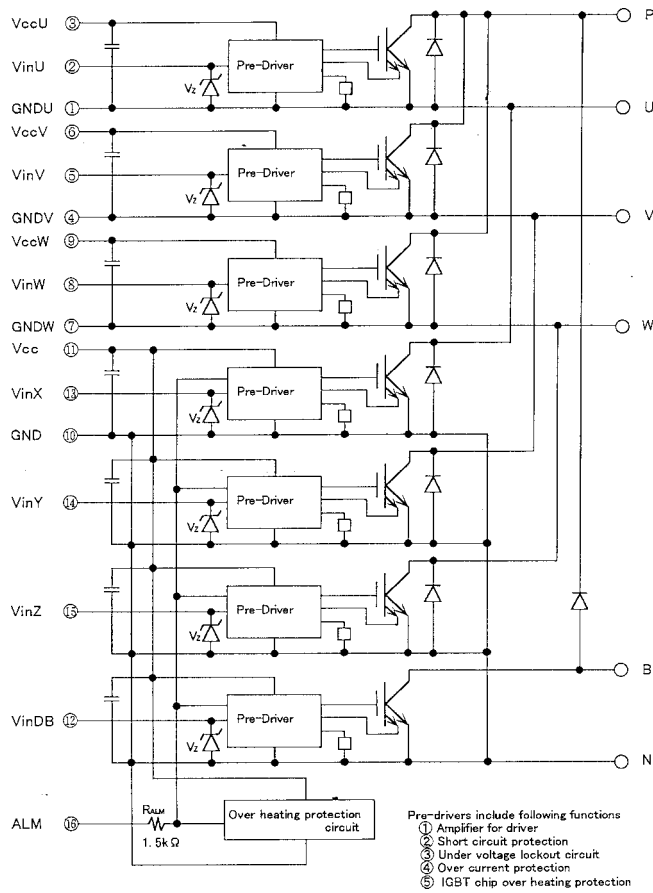 VccU ③
P
VinU ②
Pre-Driver
Vz
GNDU ①
U
VccV ⑥
VinV ⑤
Pre-Driver
Vz
GNDV ④
V
VccW ⑨
VinW ⑧
Pre-Driver
Vz
GNDW ⑦
W
Vcc ⑪
VinX ⑬
Pre-Driver
Vz
GND ⑩
VinY ⑭
Pre-Driver
Vz
VinZ ⑮
Pre-Driver
Vz
B
VinDB ⑫
Pre-Driver
Vz
N
RALM
ALM ⑯
1. 5k Ω
Over heating protection
circuit
Pre-drivers include following functions
① Amplifier for driver
② Short circuit protection
③ Under voltage lockout circuit
④ Over current protection
⑤ IGBT chip over heating protection